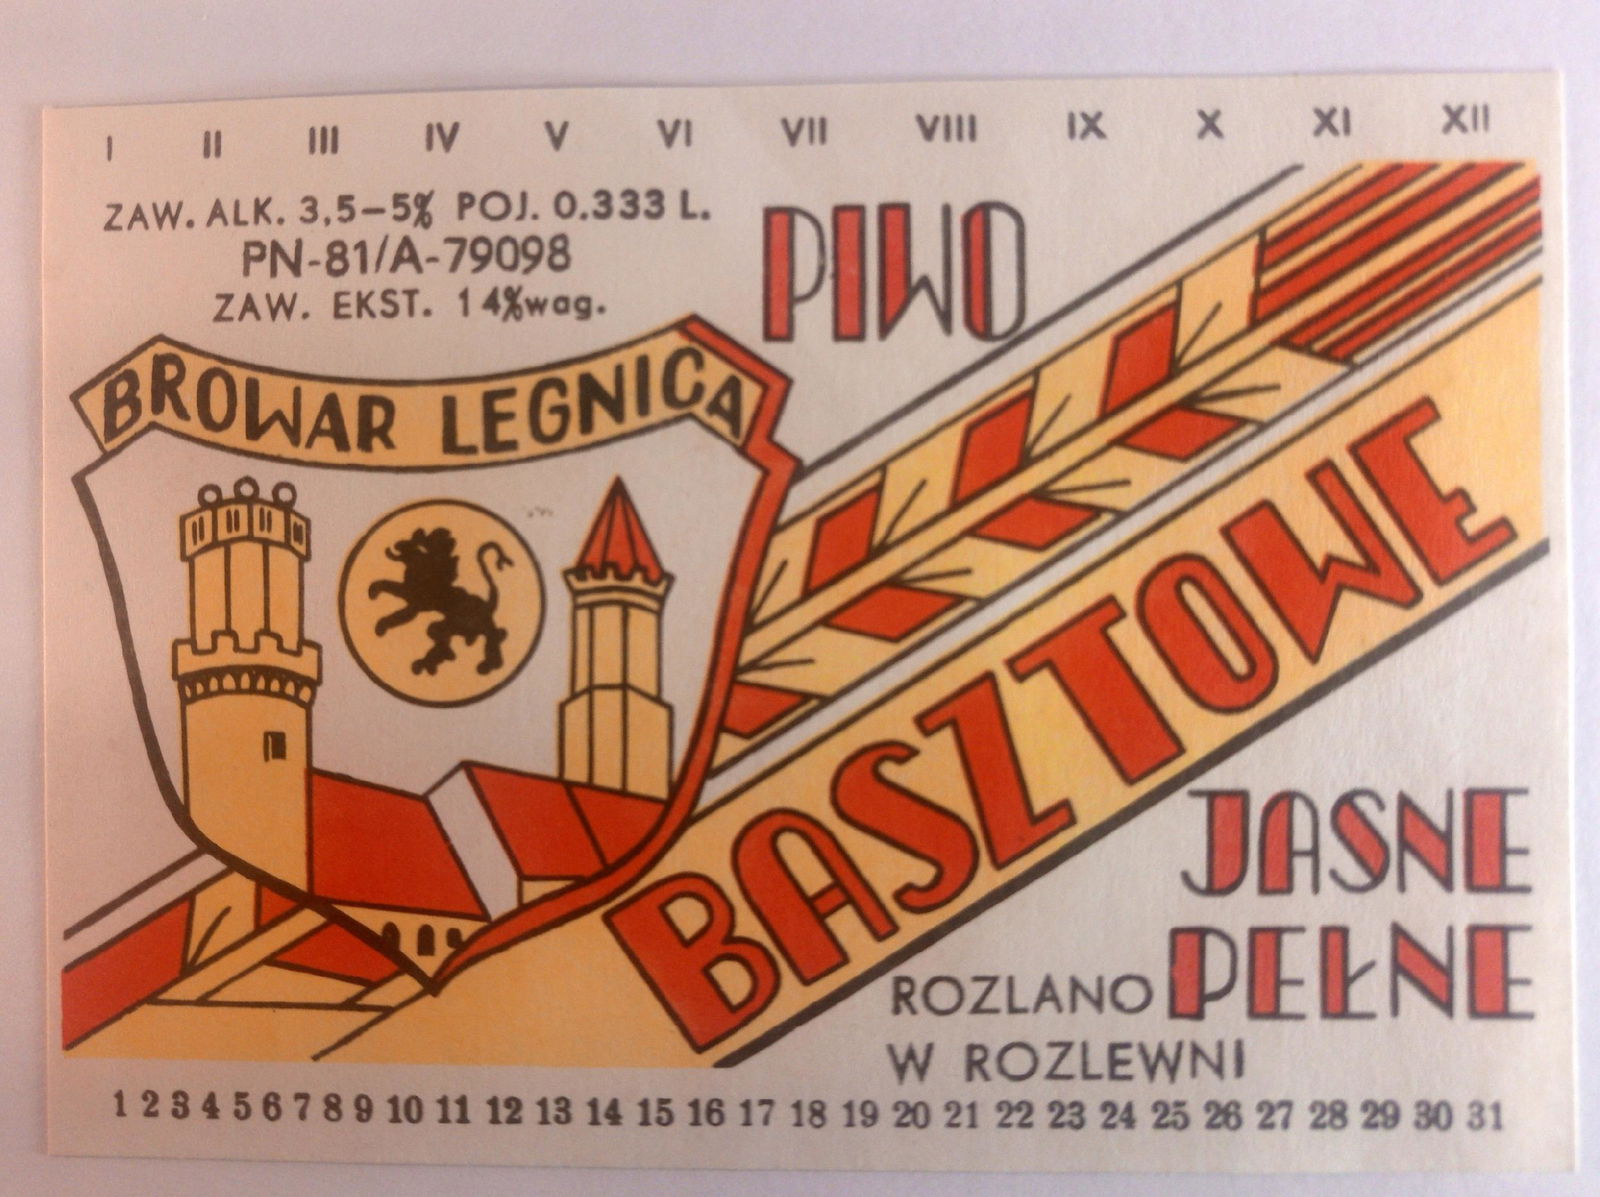 I II III IV V VI VII VIII IX X XI XII
ZAW. ALK. 3,5-5% POJ. 0.333 L.
PN-81/A-79098
ZAW. EKST. 14%wag.
PIWO
BROWAR LEGNICA
BASZTOWE
JASNE
PEŁNE
ROZLANO
W ROZLEWNI
1 2 3 4 5 6 7 8 9 10 11 12 13 14 15 16 17 18 19 20 21 22 23 24 25 26 27 28 29 30 31